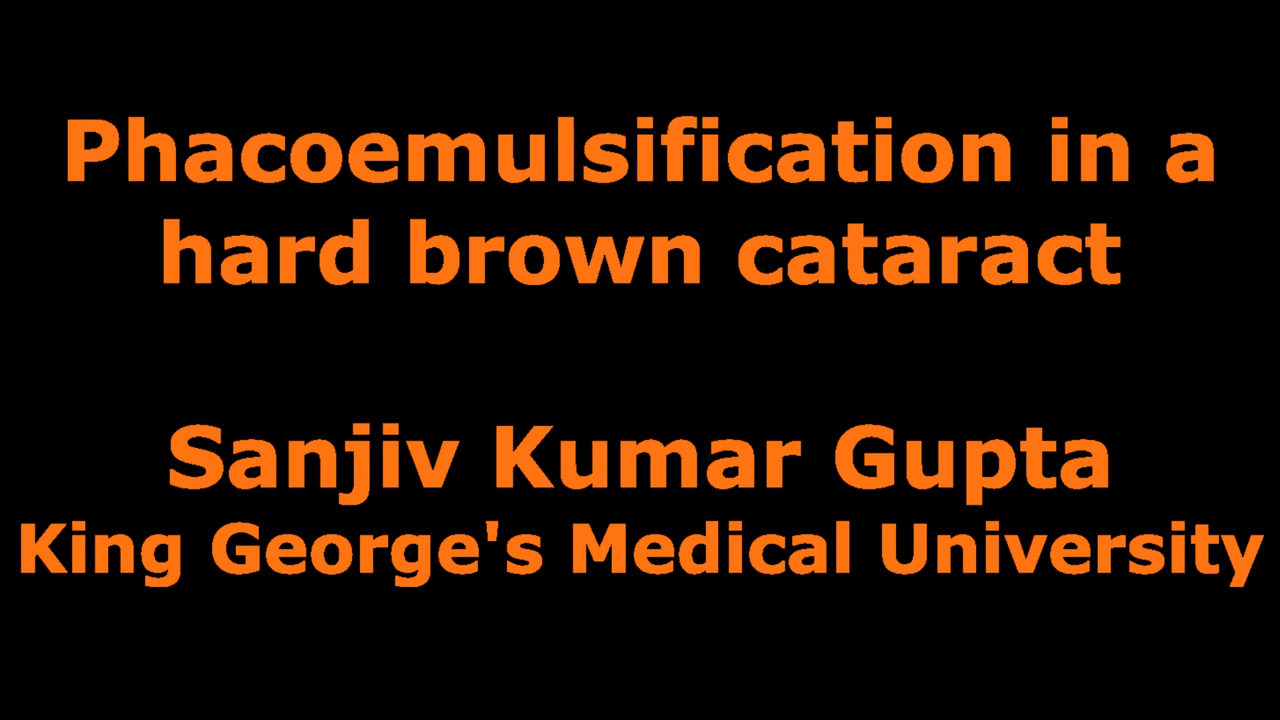 Phacoemulsification in a
hard brown cataract
Sanjiv Kumar Gupta
King George's Medical University